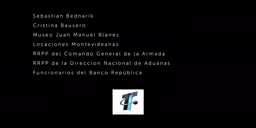 Sebastian Bednarik
Cristina Bausero
Museo Juan Manuel Blanes
Locaciones Montevideanas
RRPP del Comando General de la Armada
RRPP de la Direccion Nacional de Aduanas
Funcionarios del Banco República